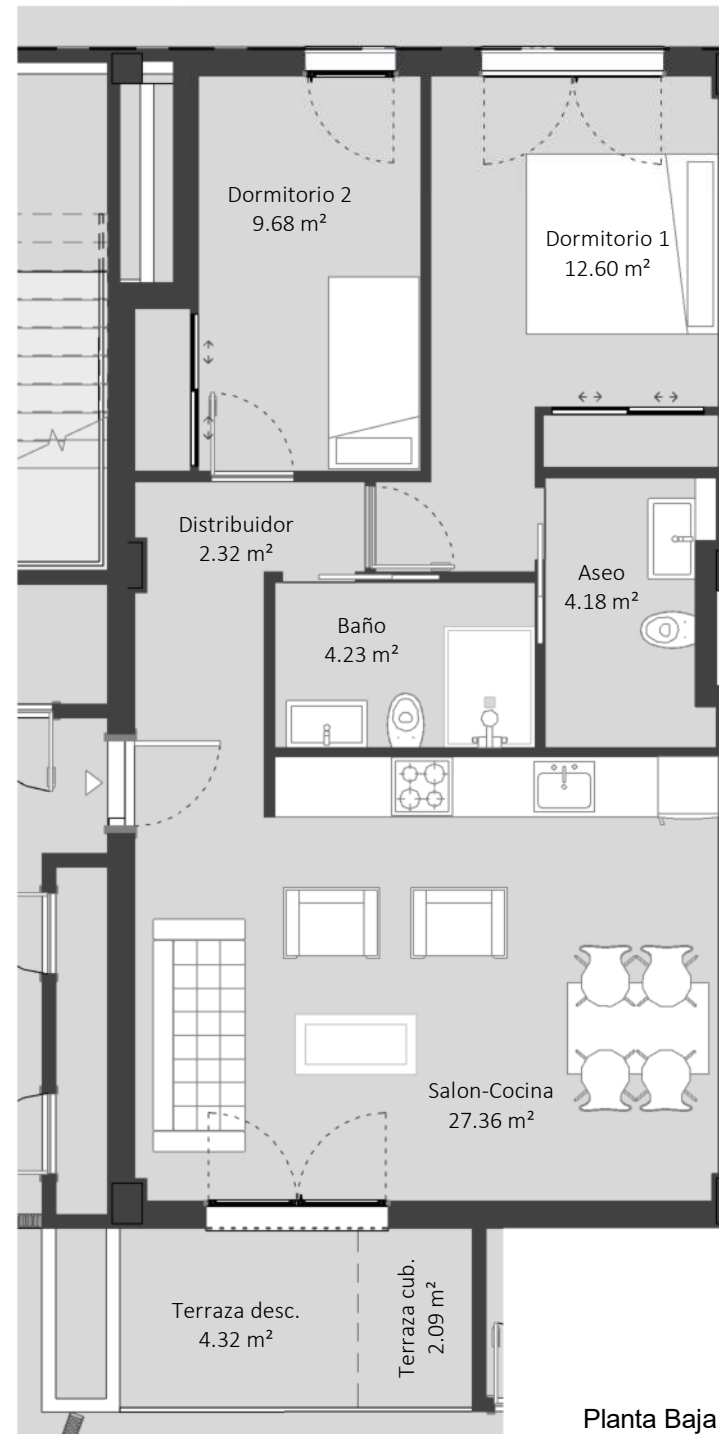 Dormitorio 2
9.68 m²
Dormitorio 1
12.60 m²
Distribuidor
2.32 m²
Aseo
4.18 m²
Baño
4.23 m²
Salon-Cocina
27.36 m²
Terraza desc.
4.32 m²
Terraza cub.
2.09 m²
Planta Baja